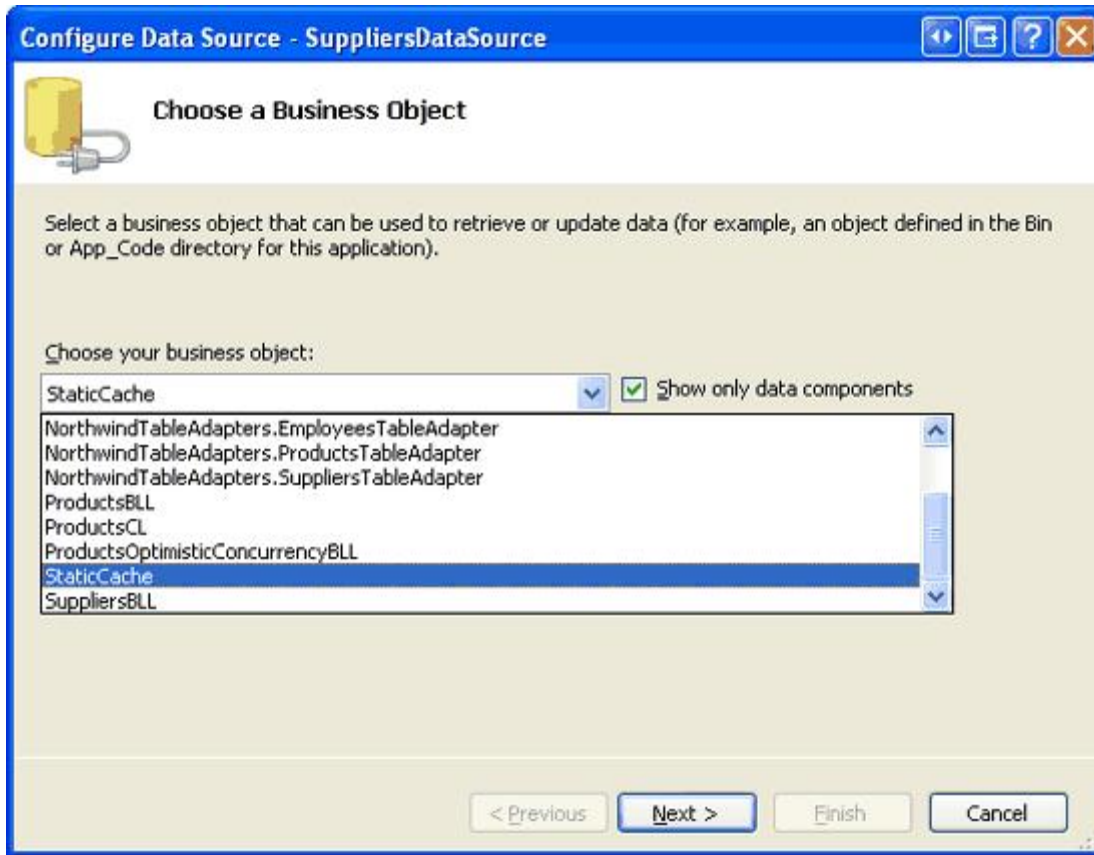 Configure Data Source - SuppliersDataSource
Choose a Business Object
Select a business object that can be used to retrieve or update data (for example, an object defined in the Bin
or App_Code directory for this application).
Choose your business object:
StaticCache
Show only data components
NorthwindTableAdapters.EmployeesTableAdapter
NorthwindTableAdapters.ProductsTableAdapter
NorthwindTableAdapters.SuppliersTableAdapter
ProductsBLL
ProductsCL
ProductsOptimisticConcurrencyBLL
StaticCache
SuppliersBLL
< Previous
Next >
Finish
Cancel